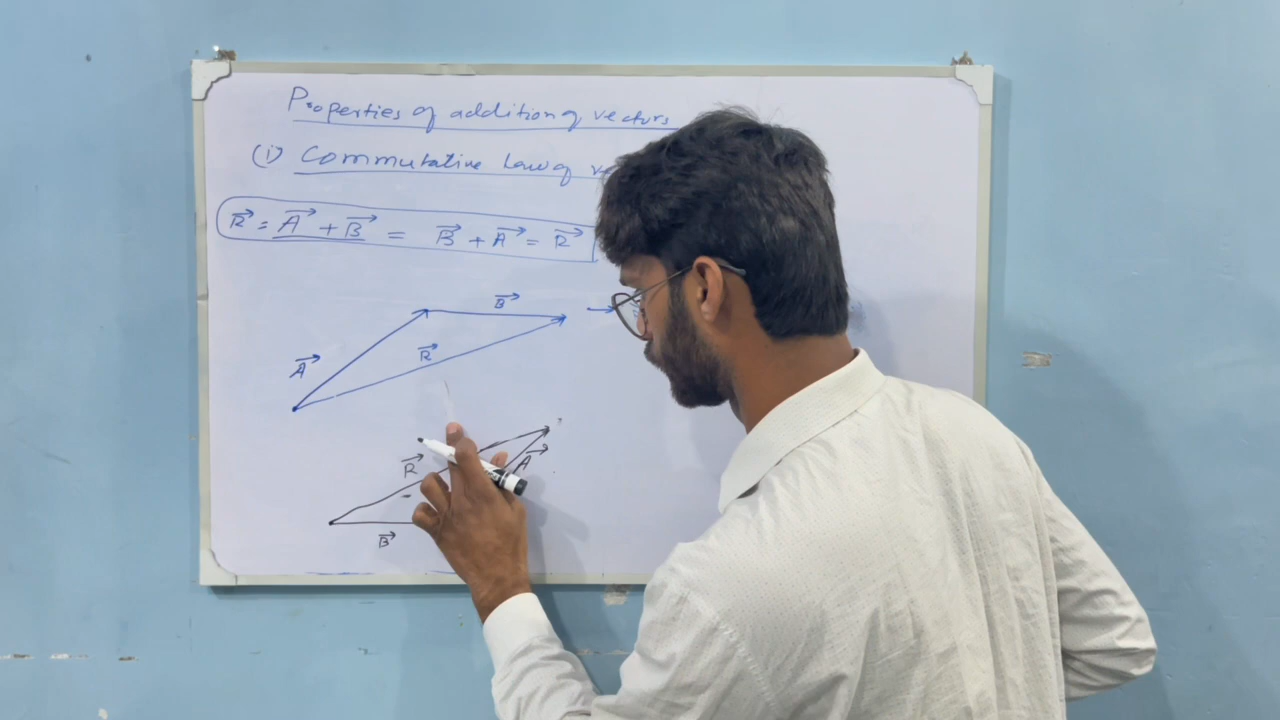 Properties of addition of vectors
(i) Commutative Law of
R⃗ = A⃗ + B⃗ = B⃗ + A⃗ = R⃗
B⃗
A⃗
R⃗
R⃗
A⃗
B⃗